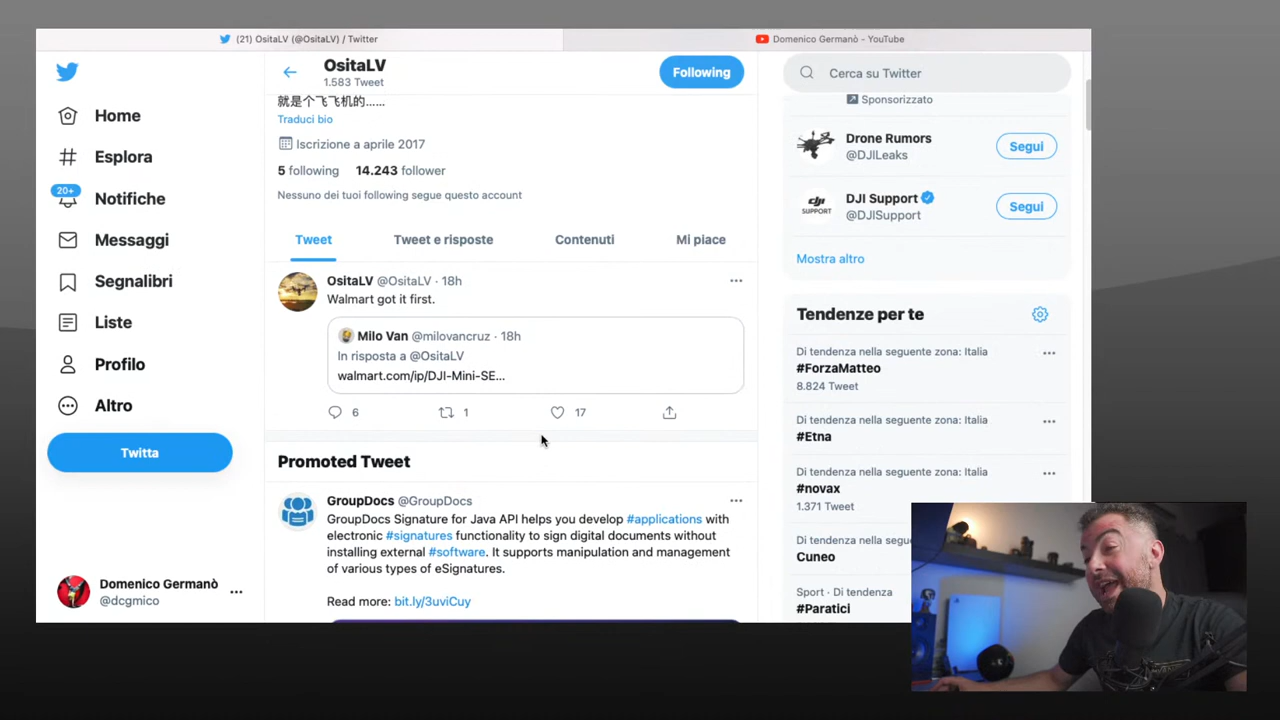 (21) OsitaLV (@OsitaLV) / Twitter
Domenico Germanò - YouTube
Home
Esplora
20+
Notifiche
Messaggi
Segnalibri
Liste
Profilo
Altro
Twitta
Domenico Germanò
@dcgmico
OsitaLV
1.583 Tweet
Following
就是个飞飞机的......
Traduci bio
Iscrizione a aprile 2017
5 following 14.243 follower
Nessuno dei tuoi following segue questo account
Tweet Tweet e risposte Contenuti Mi piace
OsitaLV @OsitaLV · 18h
Walmart got it first.
Milo Van @milovancruz · 18h
In risposta a @OsitaLV
walmart.com/ip/DJI-Mini-SE...
6 1 17
Promoted Tweet
GroupDocs @GroupDocs
GroupDocs Signature for Java API helps you develop #applications with
electronic #signatures functionality to sign digital documents without
installing external #software. It supports manipulation and management
of various types of eSignatures.
Read more: bit.ly/3uviCuy
Cerca su Twitter
Sponsorizzato
Drone Rumors
@DJILeaks
Segui
dji
SUPPORT
DJI Support
@DJISupport
Segui
Mostra altro
Tendenze per te
Di tendenza nella seguente zona: Italia
#ForzaMatteo
8.824 Tweet
Di tendenza nella seguente zona: Italia
#Etna
Di tendenza nella seguente zona: Italia
#novax
1.371 Tweet
Di tendenza nella segu
Cuneo
Sport · Di tendenza
#Paratici